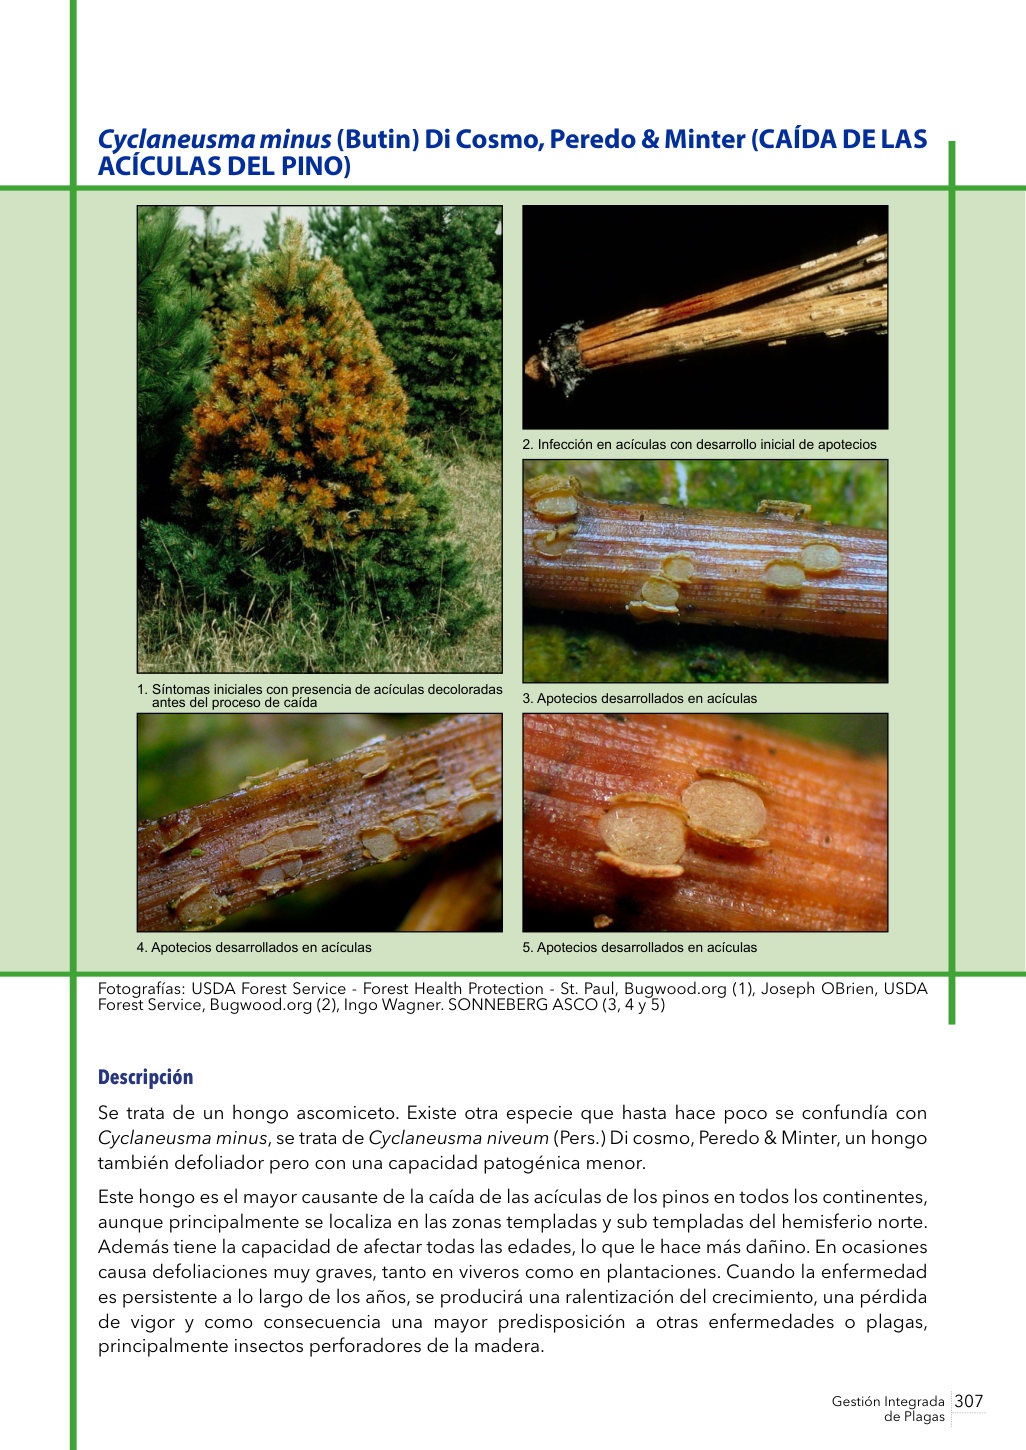 Cyclaneusma minus (Butin) Di Cosmo, Peredo & Minter (CAÍDA DE LAS
ACÍCULAS DEL PINO)
1. Síntomas iniciales con presencia de acículas decoloradas
antes del proceso de caída
2. Infección en acículas con desarrollo inicial de apotecios
3. Apotecios desarrollados en acículas
4. Apotecios desarrollados en acículas
5. Apotecios desarrollados en acículas
Fotografías: USDA Forest Service - Forest Health Protection - St. Paul, Bugwood.org (1), Joseph OBrien, USDA
Forest Service, Bugwood.org (2), Ingo Wagner. SONNEBERG ASCO (3, 4 y 5)
Descripción
Se trata de un hongo ascomiceto. Existe otra especie que hasta hace poco se confundía con
Cyclaneusma minus, se trata de Cyclaneusma niveum (Pers.) Di cosmo, Peredo & Minter, un hongo
también defoliador pero con una capacidad patogénica menor.
Este hongo es el mayor causante de la caída de las acículas de los pinos en todos los continentes,
aunque principalmente se localiza en las zonas templadas y sub templadas del hemisferio norte.
Además tiene la capacidad de afectar todas las edades, lo que le hace más dañino. En ocasiones
causa defoliaciones muy graves, tanto en viveros como en plantaciones. Cuando la enfermedad
es persistente a lo largo de los años, se producirá una ralentización del crecimiento, una pérdida
de vigor y como consecuencia una mayor predisposición a otras enfermedades o plagas,
principalmente insectos perforadores de la madera.
Gestión Integrada
de Plagas
307